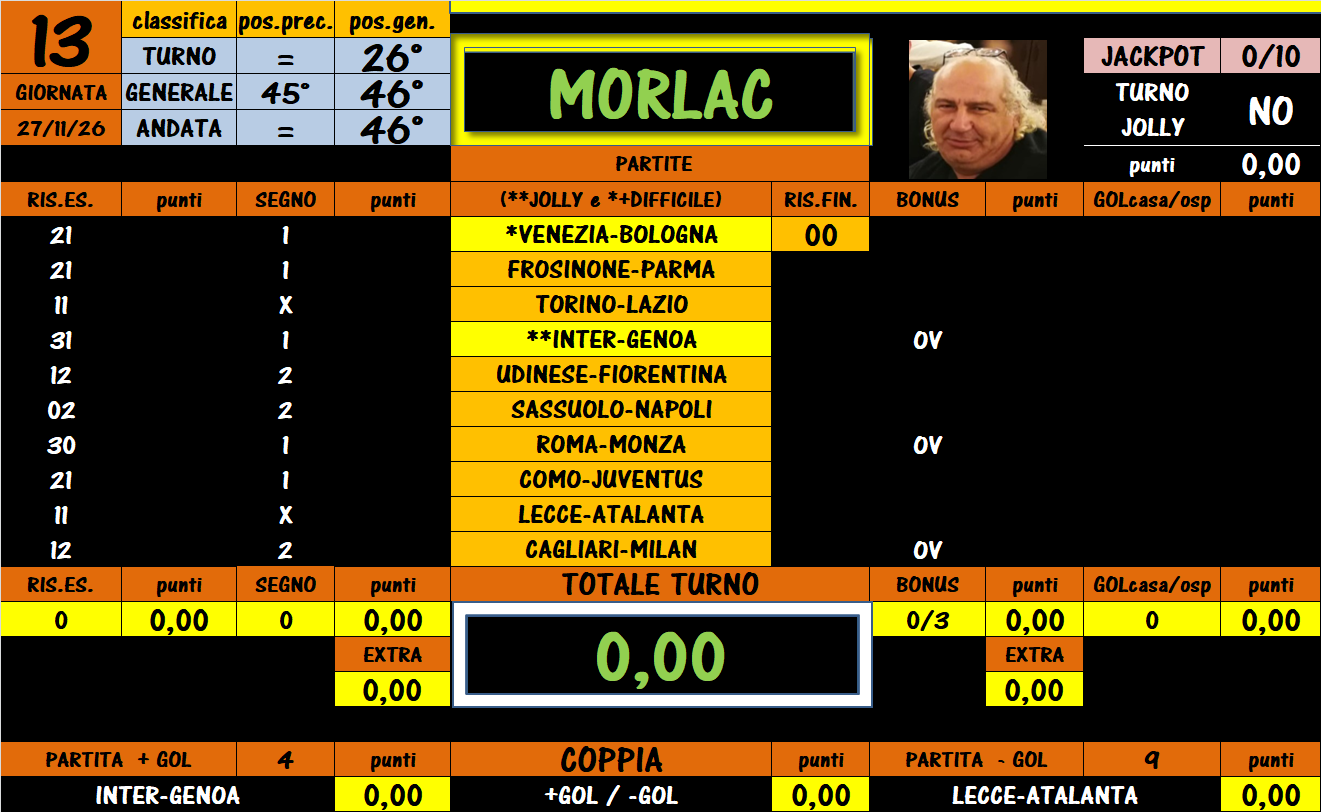 13 classifica pos.prec. pos.gen.
TURNO = 26°
GIORNATA GENERALE 45° 46°
27/11/26 ANDATA = 46°
MORLAC
JACKPOT 0/10
TURNO JOLLY NO
punti 0,00
PARTITE
RIS.ES. punti SEGNO punti (**JOLLY e *+DIFFICILE) RIS.FIN. BONUS punti GOLcasa/osp punti
21 1 *VENEZIA-BOLOGNA 00
21 1 FROSINONE-PARMA
11 X TORINO-LAZIO
31 1 **INTER-GENOA OV
12 2 UDINESE-FIORENTINA
02 2 SASSUOLO-NAPOLI
30 1 ROMA-MONZA OV
21 1 COMO-JUVENTUS
11 X LECCE-ATALANTA
12 2 CAGLIARI-MILAN OV
RIS.ES. punti SEGNO punti TOTALE TURNO BONUS punti GOLcasa/osp punti
0 0,00 0 0,00 0,00 0/3 0,00 0 0,00
EXTRA EXTRA
0,00 0,00
PARTITA + GOL 4 punti COPPIA punti PARTITA - GOL 9 punti
INTER-GENOA 0,00 +GOL / -GOL 0,00 LECCE-ATALANTA 0,00